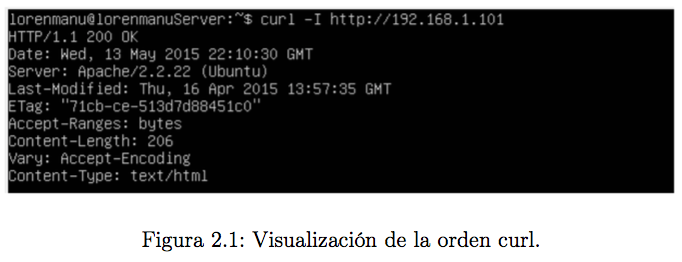 lorenmanu@lorenmanuServer:~$ curl -I http://192.168.1.101
HTTP/1.1 200 OK
Date: Wed, 13 May 2015 22:10:30 GMT
Server: Apache/2.2.22 (Ubuntu)
Last-Modified: Thu, 16 Apr 2015 13:57:35 GMT
ETag: "71cb-ce-513d7d88451c0"
Accept-Ranges: bytes
Content-Length: 206
Vary: Accept-Encoding
Content-Type: text/html
Figura 2.1: Visualización de la orden curl.